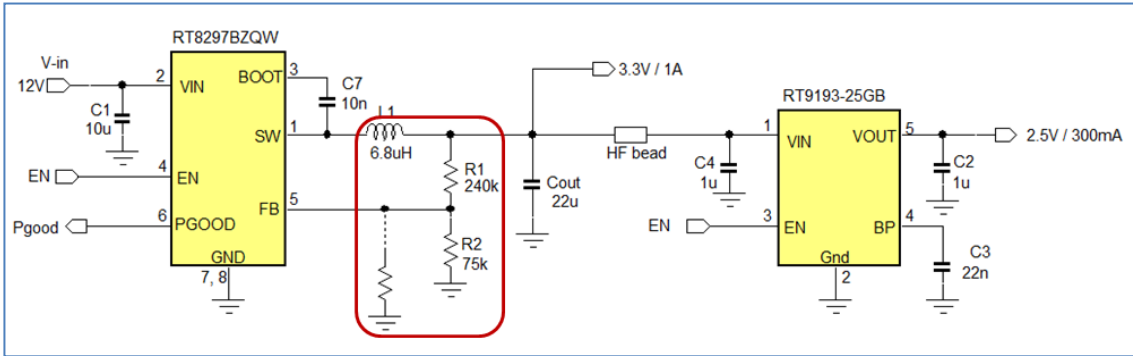 RT8297BZQW
V-in
12V
C1
10u
2
VIN
BOOT
3
C7
10n
SW
1
L1
6.8uH
EN
4
EN
FB
5
Pgood
6
PGOOD
GND
7, 8
R1
240k
R2
75k
Cout
22u
3.3V / 1A
HF bead
C4
1u
RT9193-25GB
1
VIN
VOUT
5
2.5V / 300mA
C2
1u
EN
3
EN
BP
4
Gnd
2
C3
22n